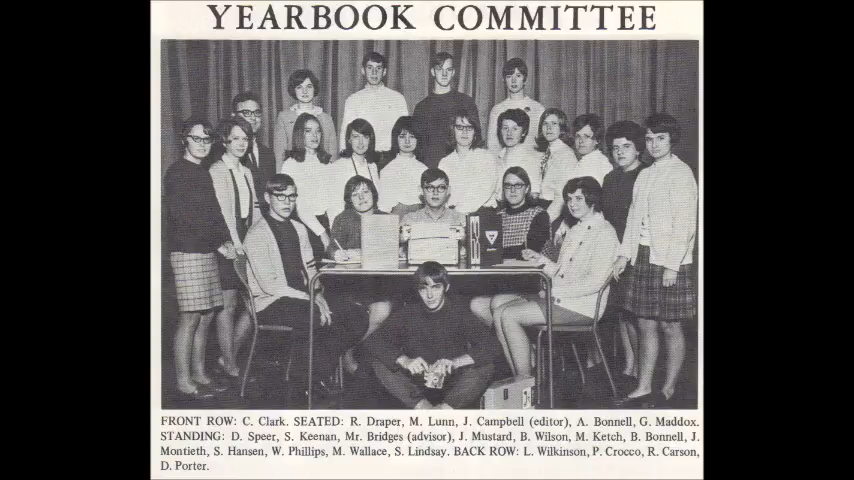 YEARBOOK COMMITTEE
FRONT ROW: C. Clark. SEATED: R. Draper, M. Lunn, J. Campbell (editor), A. Bonnell, G. Maddox.
STANDING: D. Speer, S. Keenan, Mr. Bridges (advisor), J. Mustard, B. Wilson, M. Ketch, B. Bonnell, J.
Montieth, S. Hansen, W. Phillips, M. Wallace, S. Lindsay. BACK ROW: L. Wilkinson, P. Crocco, R. Carson,
D. Porter.